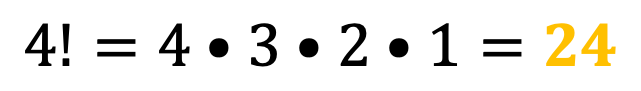 4! = 4 • 3 • 2 • 1 = 24